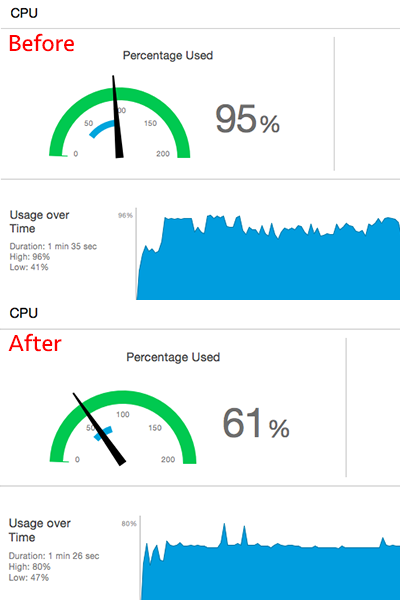 CPU
Before
Percentage Used
50
100
150
0
200
95%
Usage over
Time
Duration: 1 min 35 sec
High: 96%
Low: 41%
96%
CPU
After
Percentage Used
50
100
150
0
200
61%
Usage over
Time
Duration: 1 min 26 sec
High: 80%
Low: 47%
80%